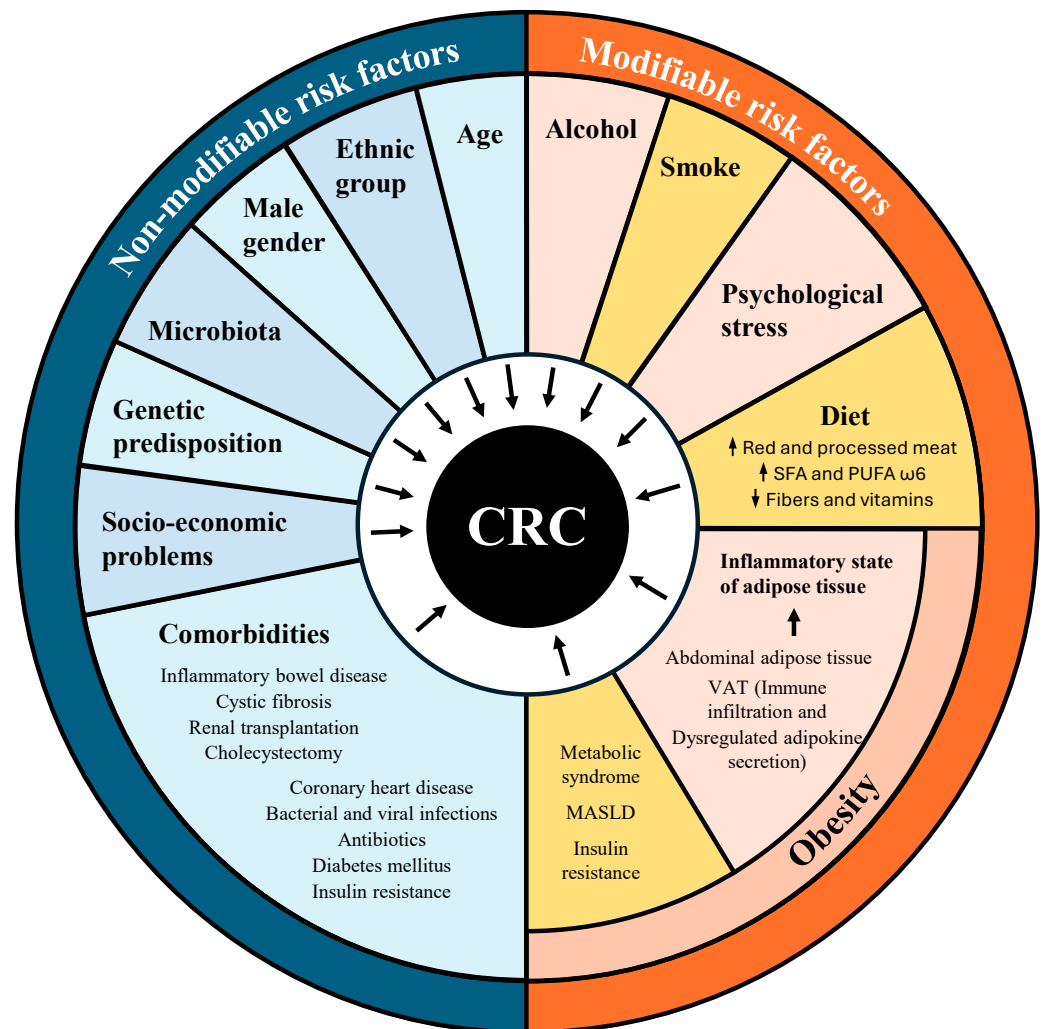 Non-modifiable risk factors
Modifiable risk factors
Age
Ethnic
group
Male
gender
Microbiota
Genetic
predisposition
Socio-economic
problems
Comorbidities
Inflammatory bowel disease
Cystic fibrosis
Renal transplantation
Cholecystectomy
Coronary heart disease
Bacterial and viral infections
Antibiotics
Diabetes mellitus
Insulin resistance
Alcohol
Smoke
Psychological
stress
Diet
Red and processed meat
SFA and PUFA ω6
Fibers and vitamins
Inflammatory state
of adipose tissue
Abdominal adipose tissue
VAT (Immune
infiltration and
Dysregulated adipokine
secretion)
Metabolic
syndrome
MASLD
Insulin
resistance
Obesity
CRC